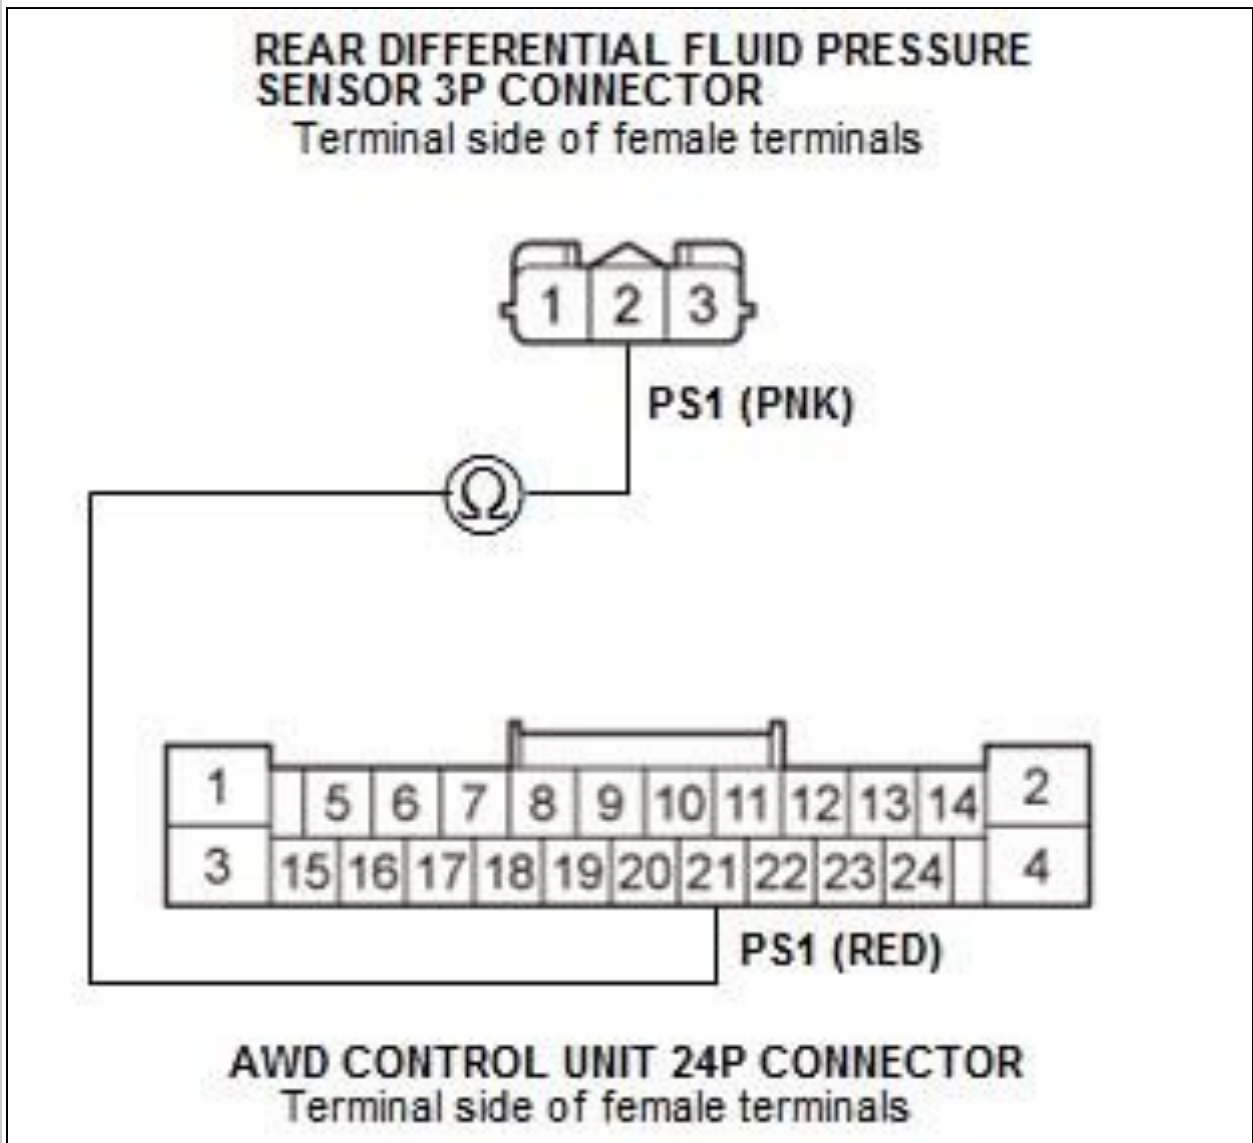 REAR DIFFERENTIAL FLUID PRESSURE
SENSOR 3P CONNECTOR
Terminal side of female terminals
1 2 3
PS1 (PNK)
Ω
1 5 6 7 8 9 10 11 12 13 14 2
3 15 16 17 18 19 20 21 22 23 24 4
PS1 (RED)
AWD CONTROL UNIT 24P CONNECTOR
Terminal side of female terminals